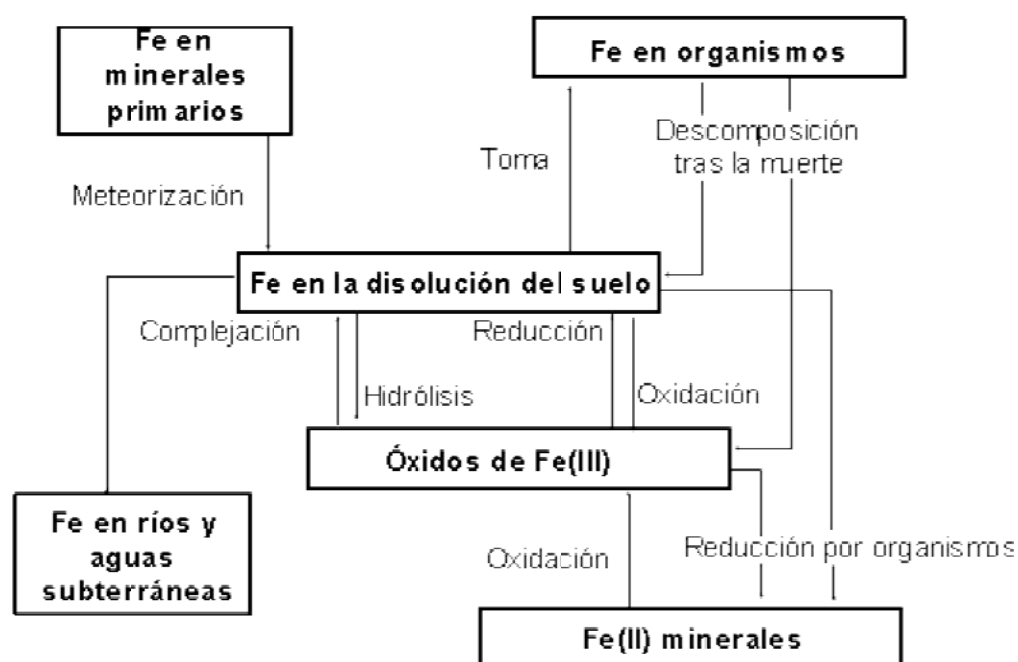 Fe en
minerales
primarios
Fe en organismos
Descomposición
tras la muerte
Toma
Meteorización
Fe en la disolución del suelo
Complejación
Reducción
Hidrólisis
Oxidación
Óxidos de Fe(III)
Fe en ríos y
aguas
subterráneas
Oxidación
Reducción por organismos
Fe(II) minerales